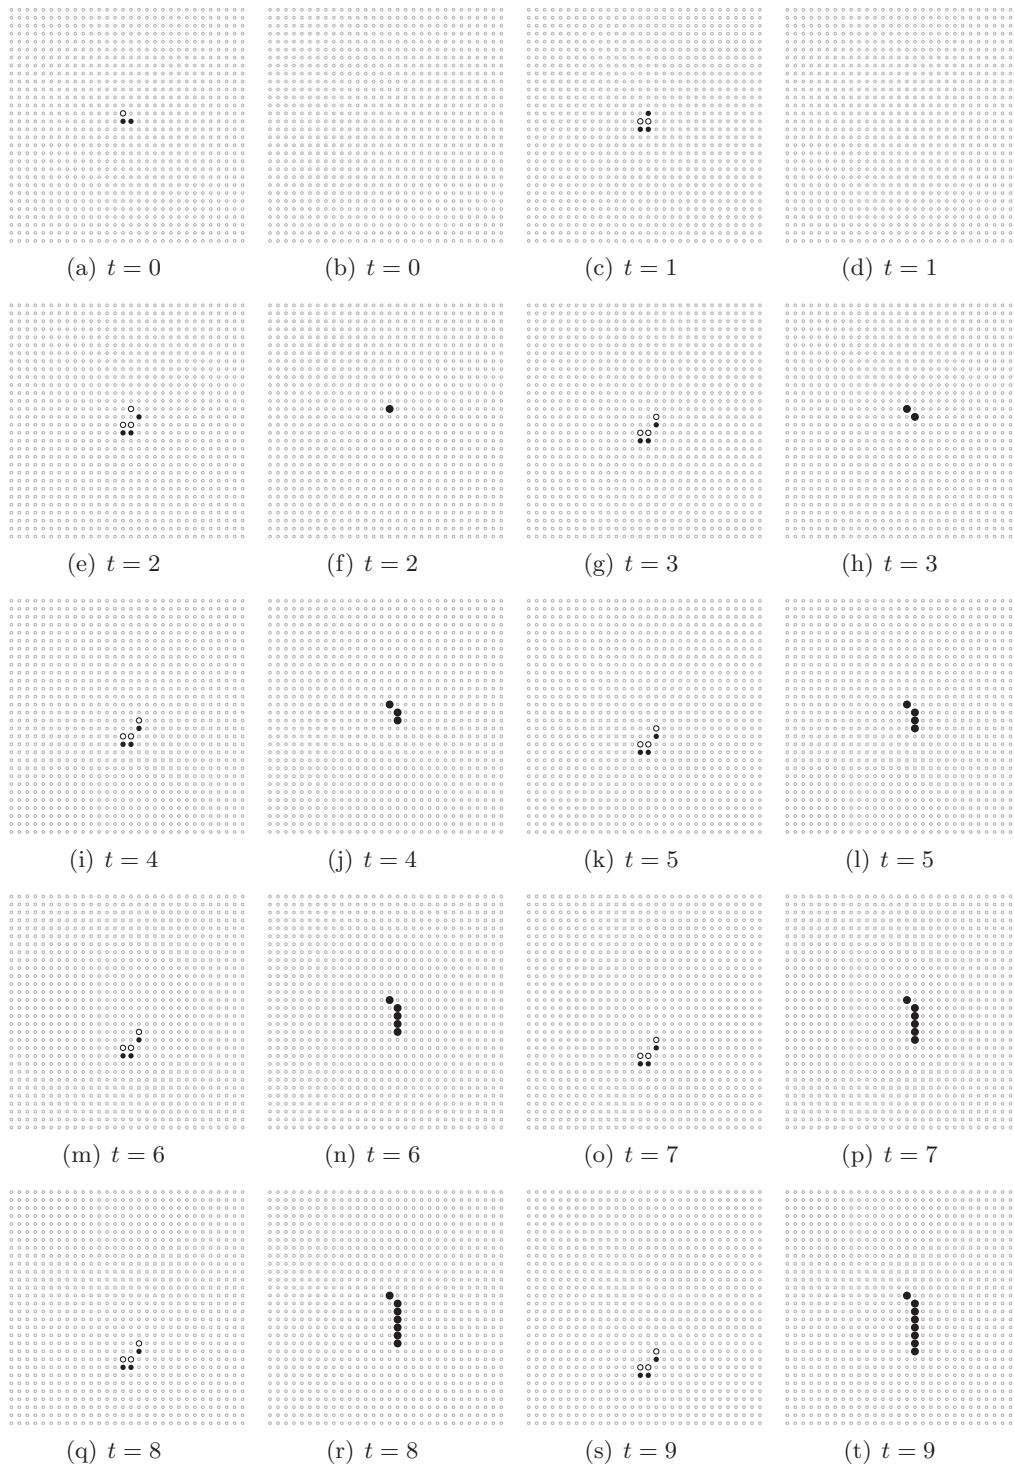 (a) t = 0 (b) t = 0 (c) t = 1 (d) t = 1
(e) t = 2 (f) t = 2 (g) t = 3 (h) t = 3
(i) t = 4 (j) t = 4 (k) t = 5 (l) t = 5
(m) t = 6 (n) t = 6 (o) t = 7 (p) t = 7
(q) t = 8 (r) t = 8 (s) t = 9 (t) t = 9